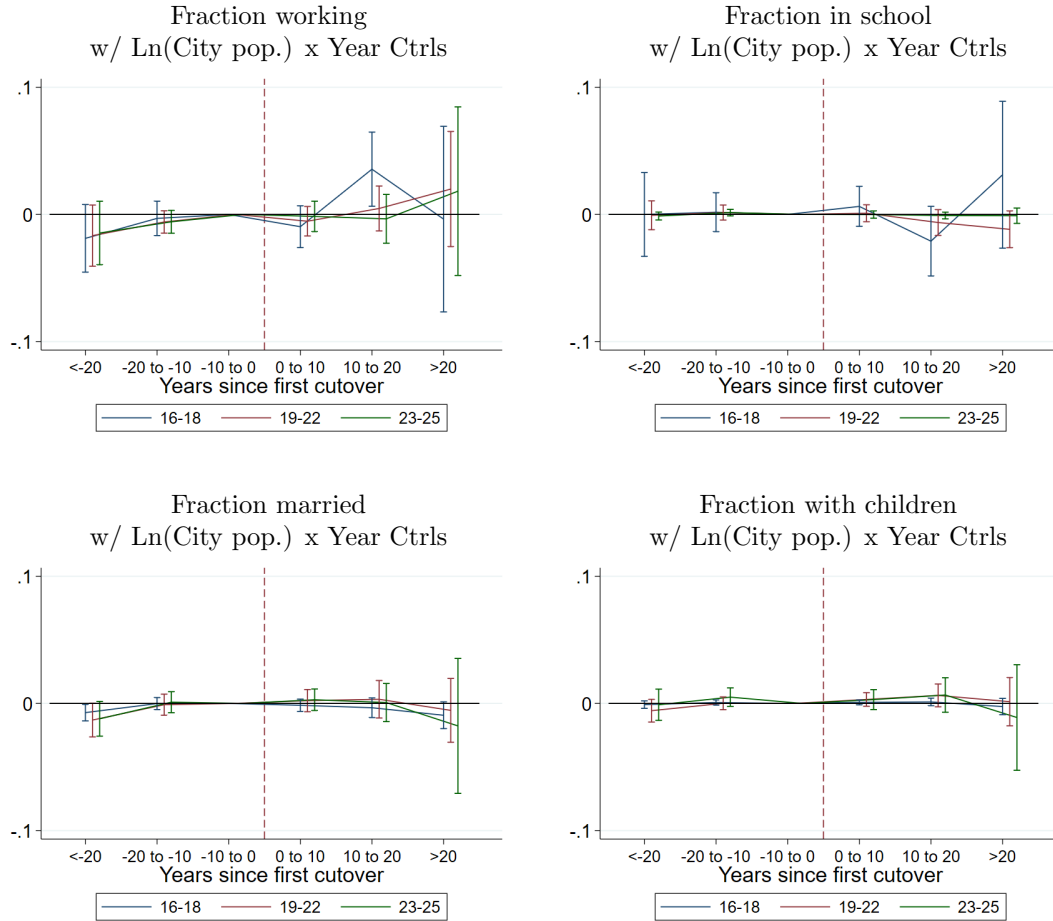 Fraction working
w/ Ln(City pop.) x Year Ctrls
.1
0
-.1
<-20 -20 to -10 -10 to 0 0 to 10 10 to 20 >20
Years since first cutover
16-18 19-22 23-25
Fraction in school
w/ Ln(City pop.) x Year Ctrls
.1
0
-.1
<-20 -20 to -10 -10 to 0 0 to 10 10 to 20 >20
Years since first cutover
16-18 19-22 23-25
Fraction married
w/ Ln(City pop.) x Year Ctrls
.1
0
-.1
<-20 -20 to -10 -10 to 0 0 to 10 10 to 20 >20
Years since first cutover
16-18 19-22 23-25
Fraction with children
w/ Ln(City pop.) x Year Ctrls
.1
0
-.1
<-20 -20 to -10 -10 to 0 0 to 10 10 to 20 >20
Years since first cutover
16-18 19-22 23-25